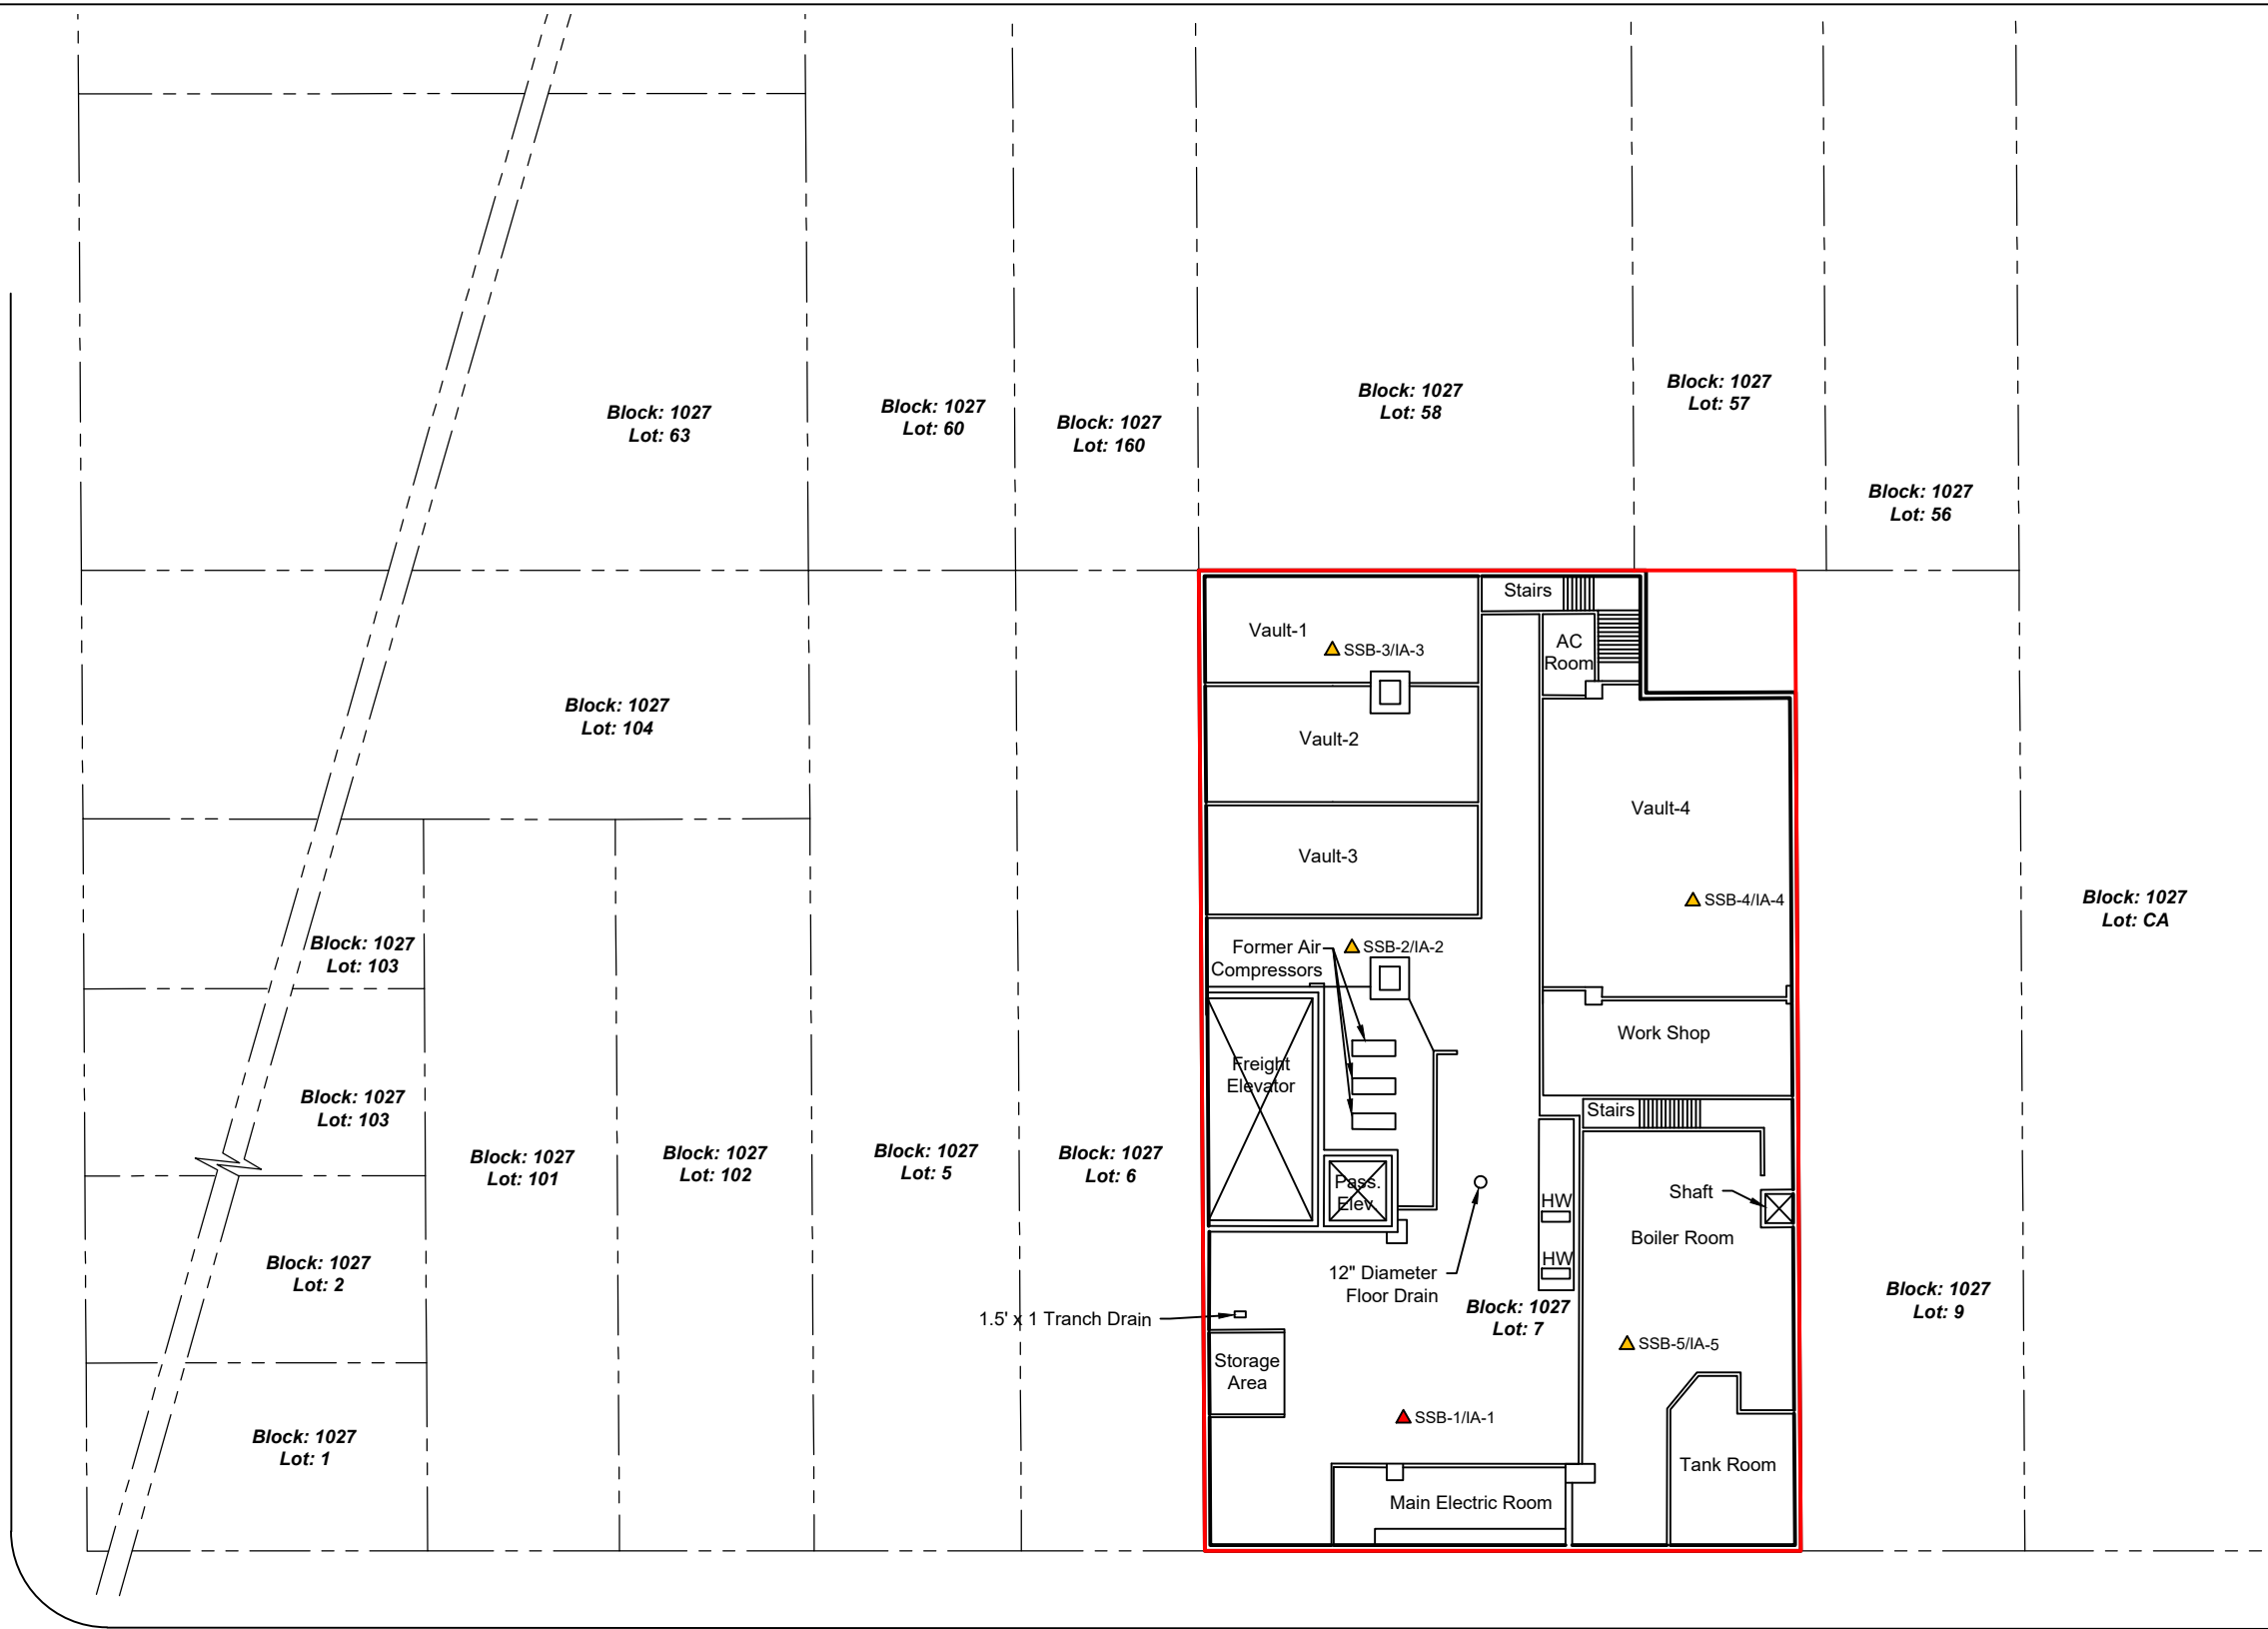 Block: 1027
Lot: 63
Block: 1027
Lot: 60
Block: 1027
Lot: 160
Block: 1027
Lot: 58
Block: 1027
Lot: 57
Block: 1027
Lot: 56
Stairs
Vault-1
SSB-3/IA-3
AC
Room
Block: 1027
Lot: 104
Vault-2
Vault-4
Vault-3
SSB-4/IA-4
Block: 1027
Lot: CA
Block: 1027
Lot: 103
Former Air
Compressors
SSB-2/IA-2
Work Shop
Freight
Elevator
Block: 1027
Lot: 103
Stairs
Block: 1027
Lot: 101
Block: 1027
Lot: 102
Block: 1027
Lot: 5
Block: 1027
Lot: 6
Pass.
Elev.
Shaft
HW
Boiler Room
HW
Block: 1027
Lot: 2
12" Diameter
Floor Drain
Block: 1027
Lot: 7
Block: 1027
Lot: 9
1.5' x 1 Tranch Drain
SSB-5/IA-5
Storage
Area
SSB-1/IA-1
Block: 1027
Lot: 1
Tank Room
Main Electric Room